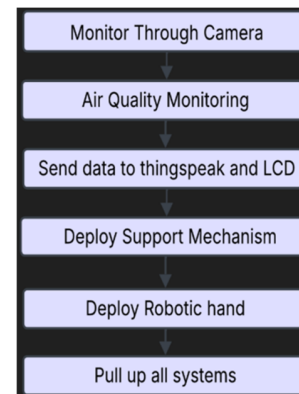 Monitor Through Camera
Air Quality Monitoring
Send data to thingspeak and LCD
Deploy Support Mechanism
Deploy Robotic hand
Pull up all systems